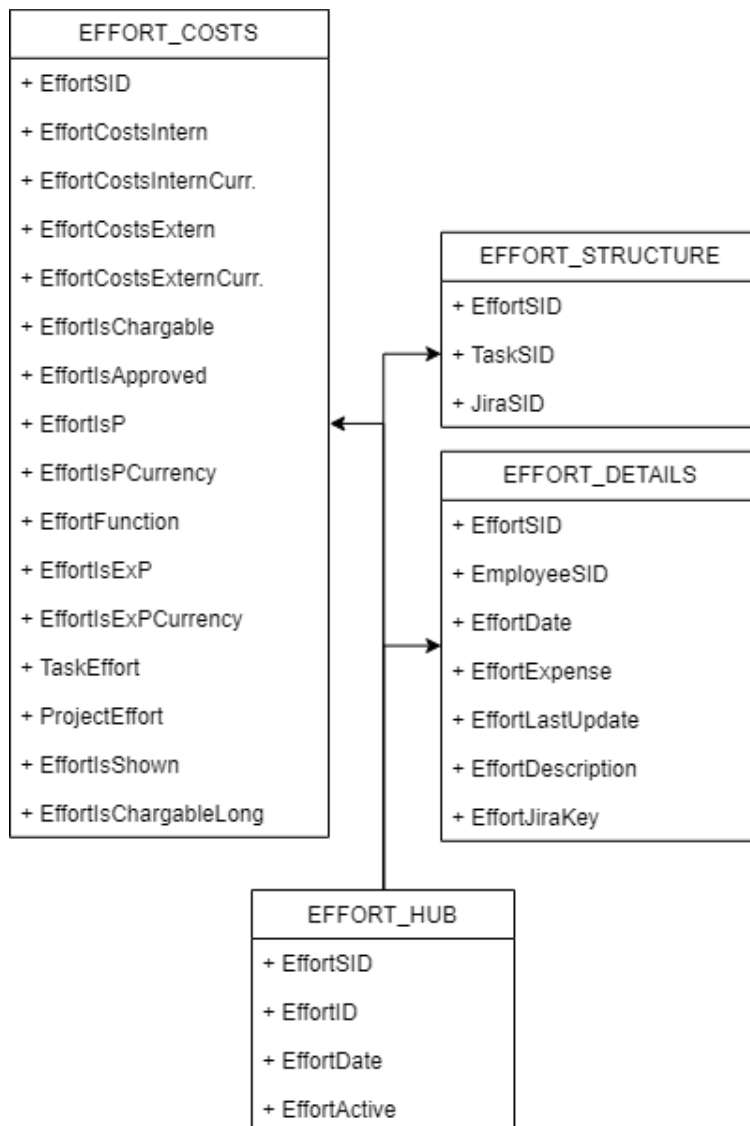 EFFORT_COSTS
+ EffortSID
+ EffortCostsIntern
+ EffortCostsInternCurr.
+ EffortCostsExtern
+ EffortCostsExternCurr.
+ EffortIsChargable
+ EffortIsApproved
+ EffortIsP
+ EffortIsPCurrency
+ EffortFunction
+ EffortIsExP
+ EffortIsExPCurrency
+ TaskEffort
+ ProjectEffort
+ EffortIsShown
+ EffortIsChargableLong
EFFORT_STRUCTURE
+ EffortSID
+ TaskSID
+ JiraSID
EFFORT_DETAILS
+ EffortSID
+ EmployeeSID
+ EffortDate
+ EffortExpense
+ EffortLastUpdate
+ EffortDescription
+ EffortJiraKey
EFFORT_HUB
+ EffortSID
+ EffortID
+ EffortDate
+ EffortActive